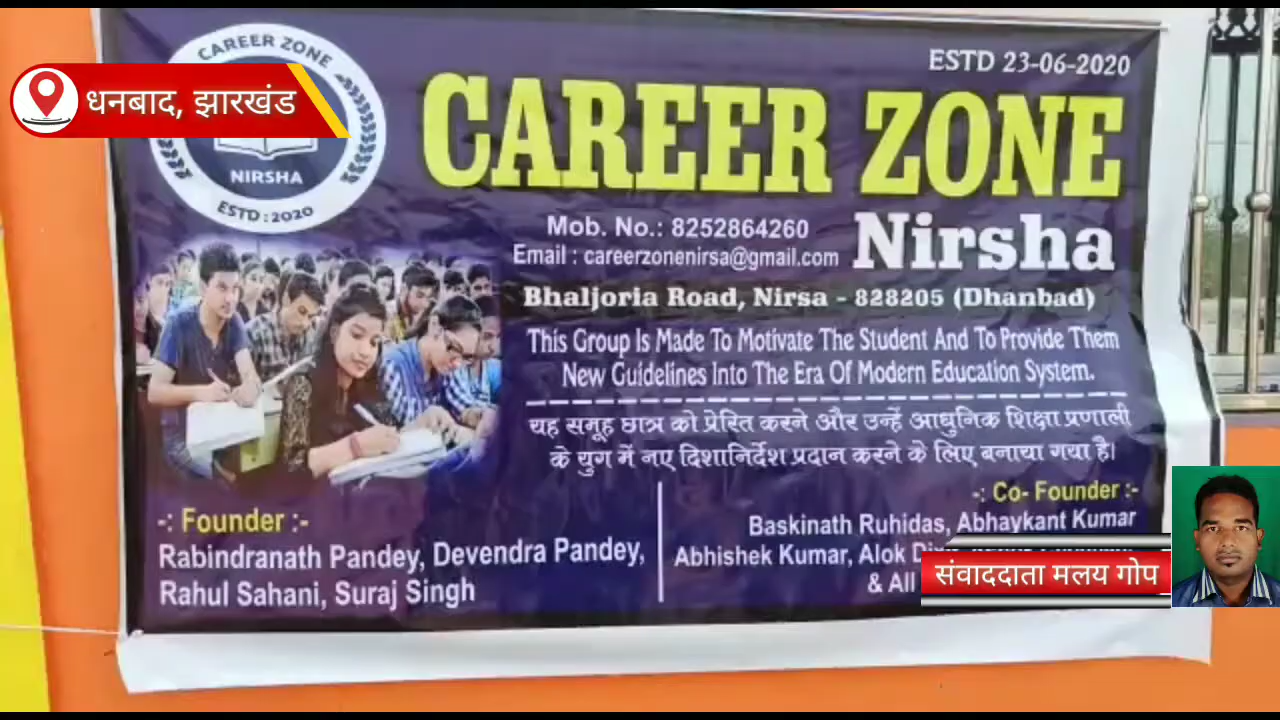 CAREER ZONE
NIRSHA
ESTD : 2020
धनबाद, झारखंड
ESTD 23-06-2020
CAREER ZONE
Nirsha
Mob. No.: 8252864260
Email : careerzonenirsa@gmail.com
Bhaljoria Road, Nirsa - 828205 (Dhanbad)
This Group Is Made To Motivate The Student And To Provide Them
New Guidelines Into The Era Of Modern Education System.
यह समूह छात्र को प्रेरित करने और उन्हें आधुनिक शिक्षा प्रणाली
के युग में नए दिशानिर्देश प्रदान करने के लिए बनाया गया है।
-: Founder :-
Rabindranath Pandey, Devendra Pandey,
Rahul Sahani, Suraj Singh
-: Co- Founder :-
Baskinath Ruhidas, Abhaykant Kumar
Abhishek Kumar, Alok
& All
संवाददाता मलय गोप